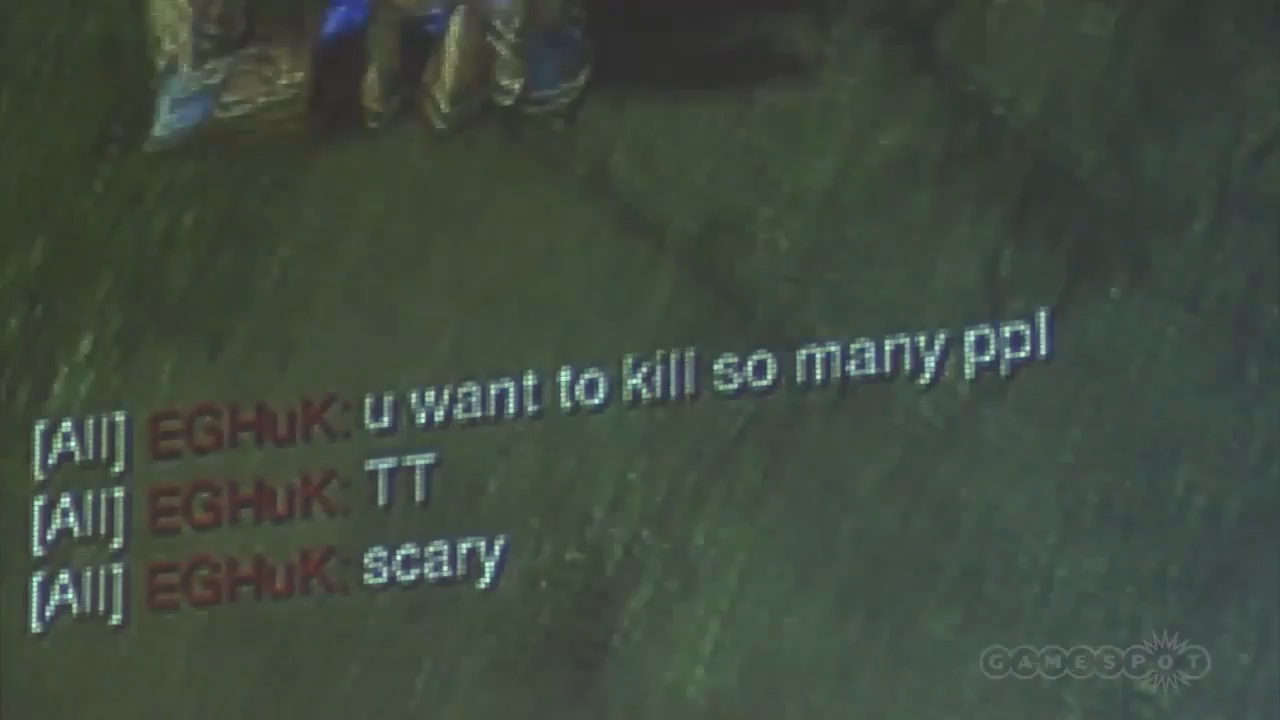 [All] EGHuK: u want to kill so many ppl
[All] EGHuK: TT
[All] EGHuK: scary
GAMESPOT